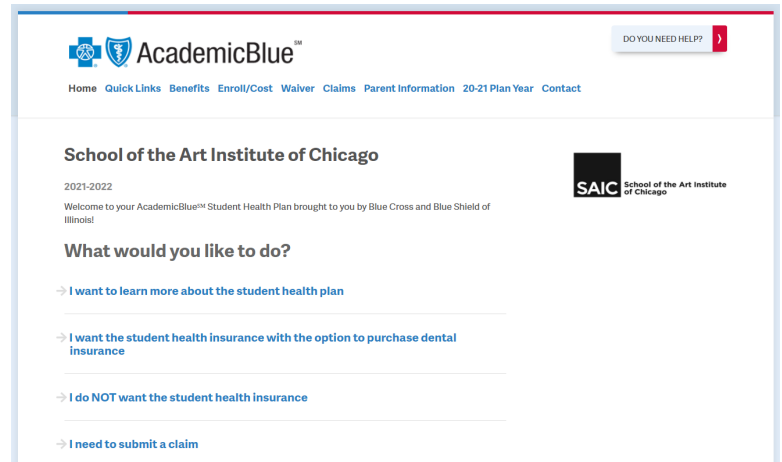 AcademicBlue℠
DO YOU NEED HELP?
Home Quick Links Benefits Enroll/Cost Waiver Claims Parent Information 20-21 Plan Year Contact
School of the Art Institute of Chicago
2021-2022
Welcome to your AcademicBlue℠ Student Health Plan brought to you by Blue Cross and Blue Shield of
Illinois!
SAIC School of the Art Institute
of Chicago
What would you like to do?
I want to learn more about the student health plan
I want the student health insurance with the option to purchase dental
insurance
I do NOT want the student health insurance
I need to submit a claim